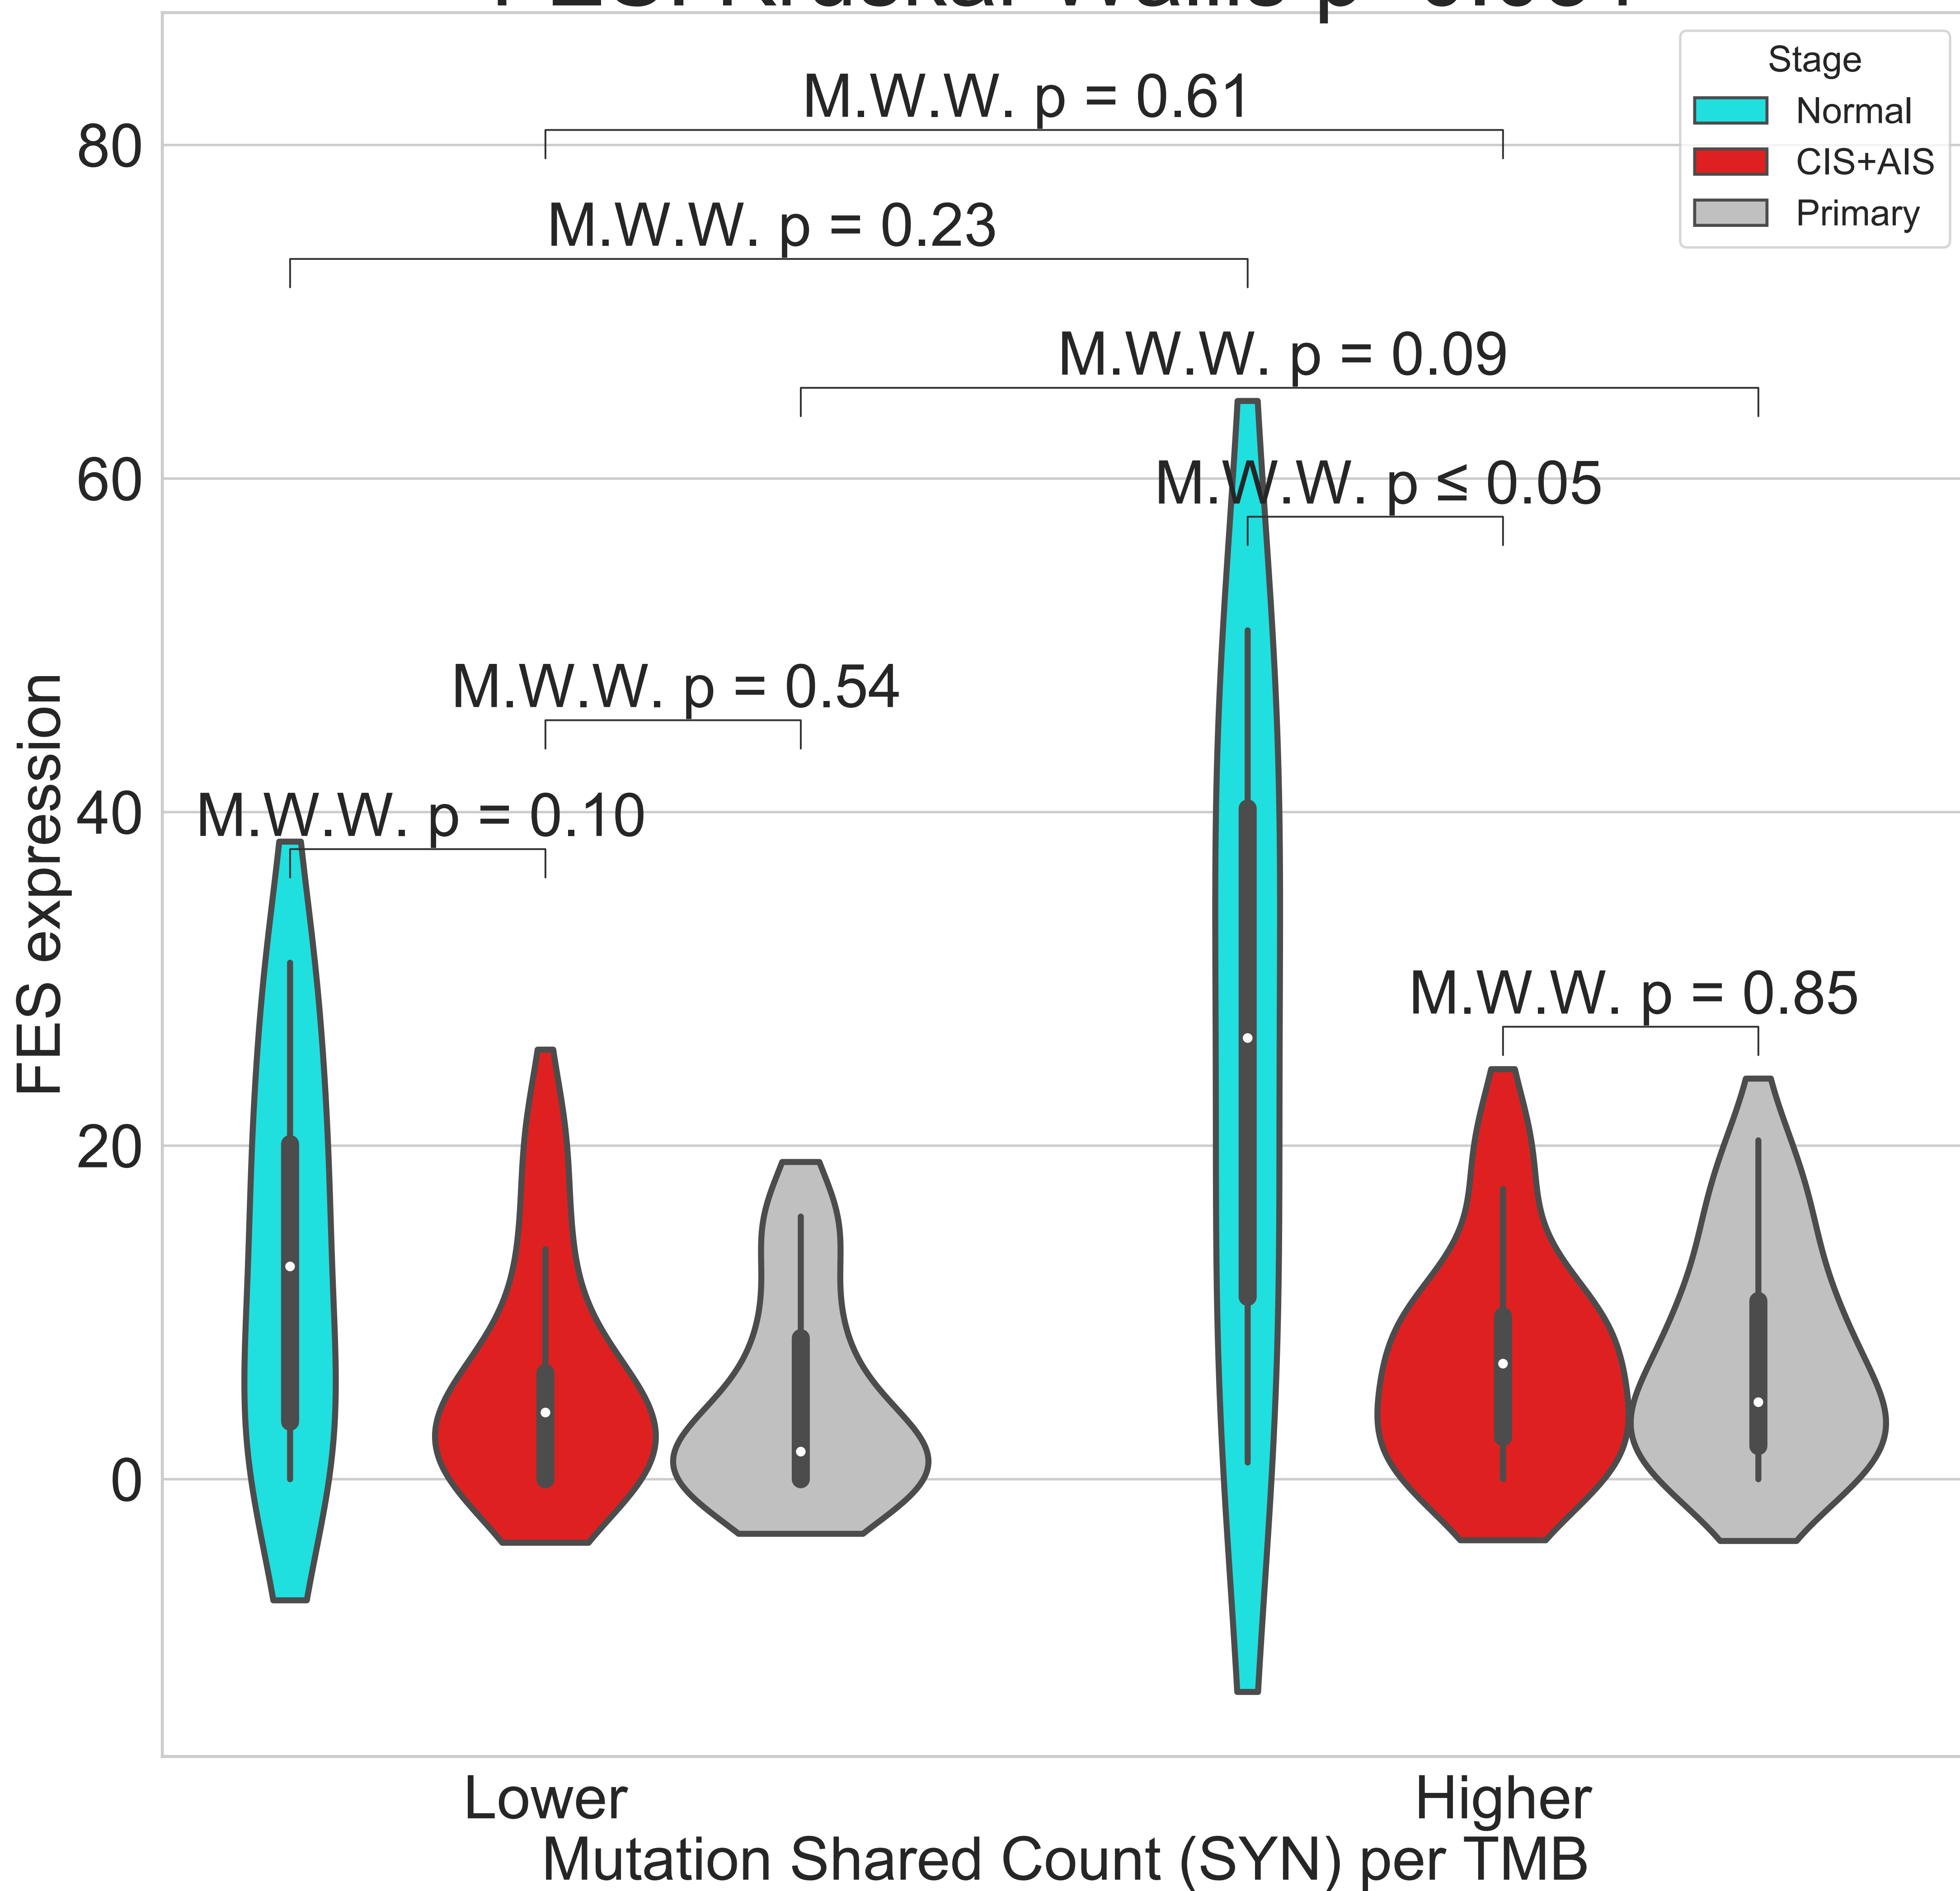 Stage
Normal
CIS+AIS
Primary
M.W.W. p = 0.61
80
M.W.W. p = 0.23
M.W.W. p = 0.09
60
M.W.W. p ≤ 0.05
M.W.W. p = 0.54
40
M.W.W. p = 0.10
FES expression
M.W.W. p = 0.85
20
0
Lower
Higher
Mutation Shared Count (SYN) per TMB